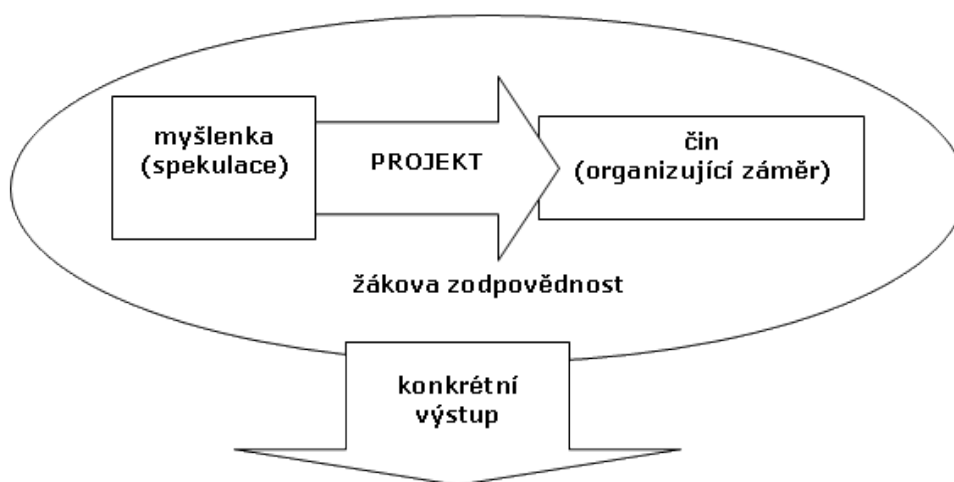 myšlenka
(spekulace)
PROJEKT
čin
(organizující záměr)
žákova zodpovědnost
konkrétní
výstup